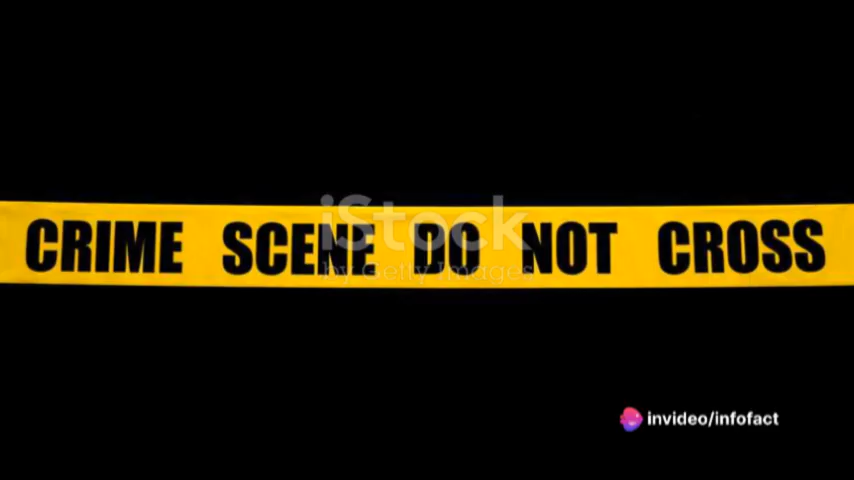 CRIME SCENE DO NOT CROSS
iStock
by Getty Images
invideo/infofact